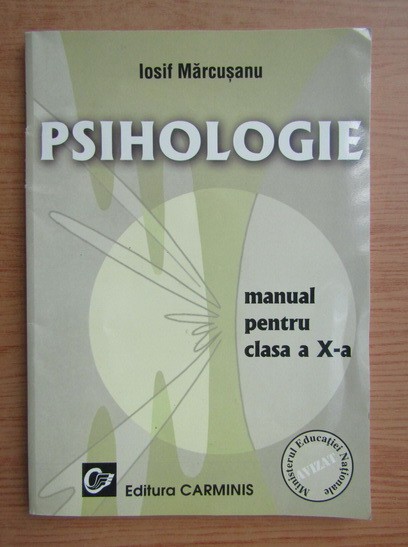 Iosif Mărcușanu
PSIHOLOGIE
manual
pentru
clasa a X-a
Ministerul Educației Naționale
AVIZAT
Editura CARMINIS